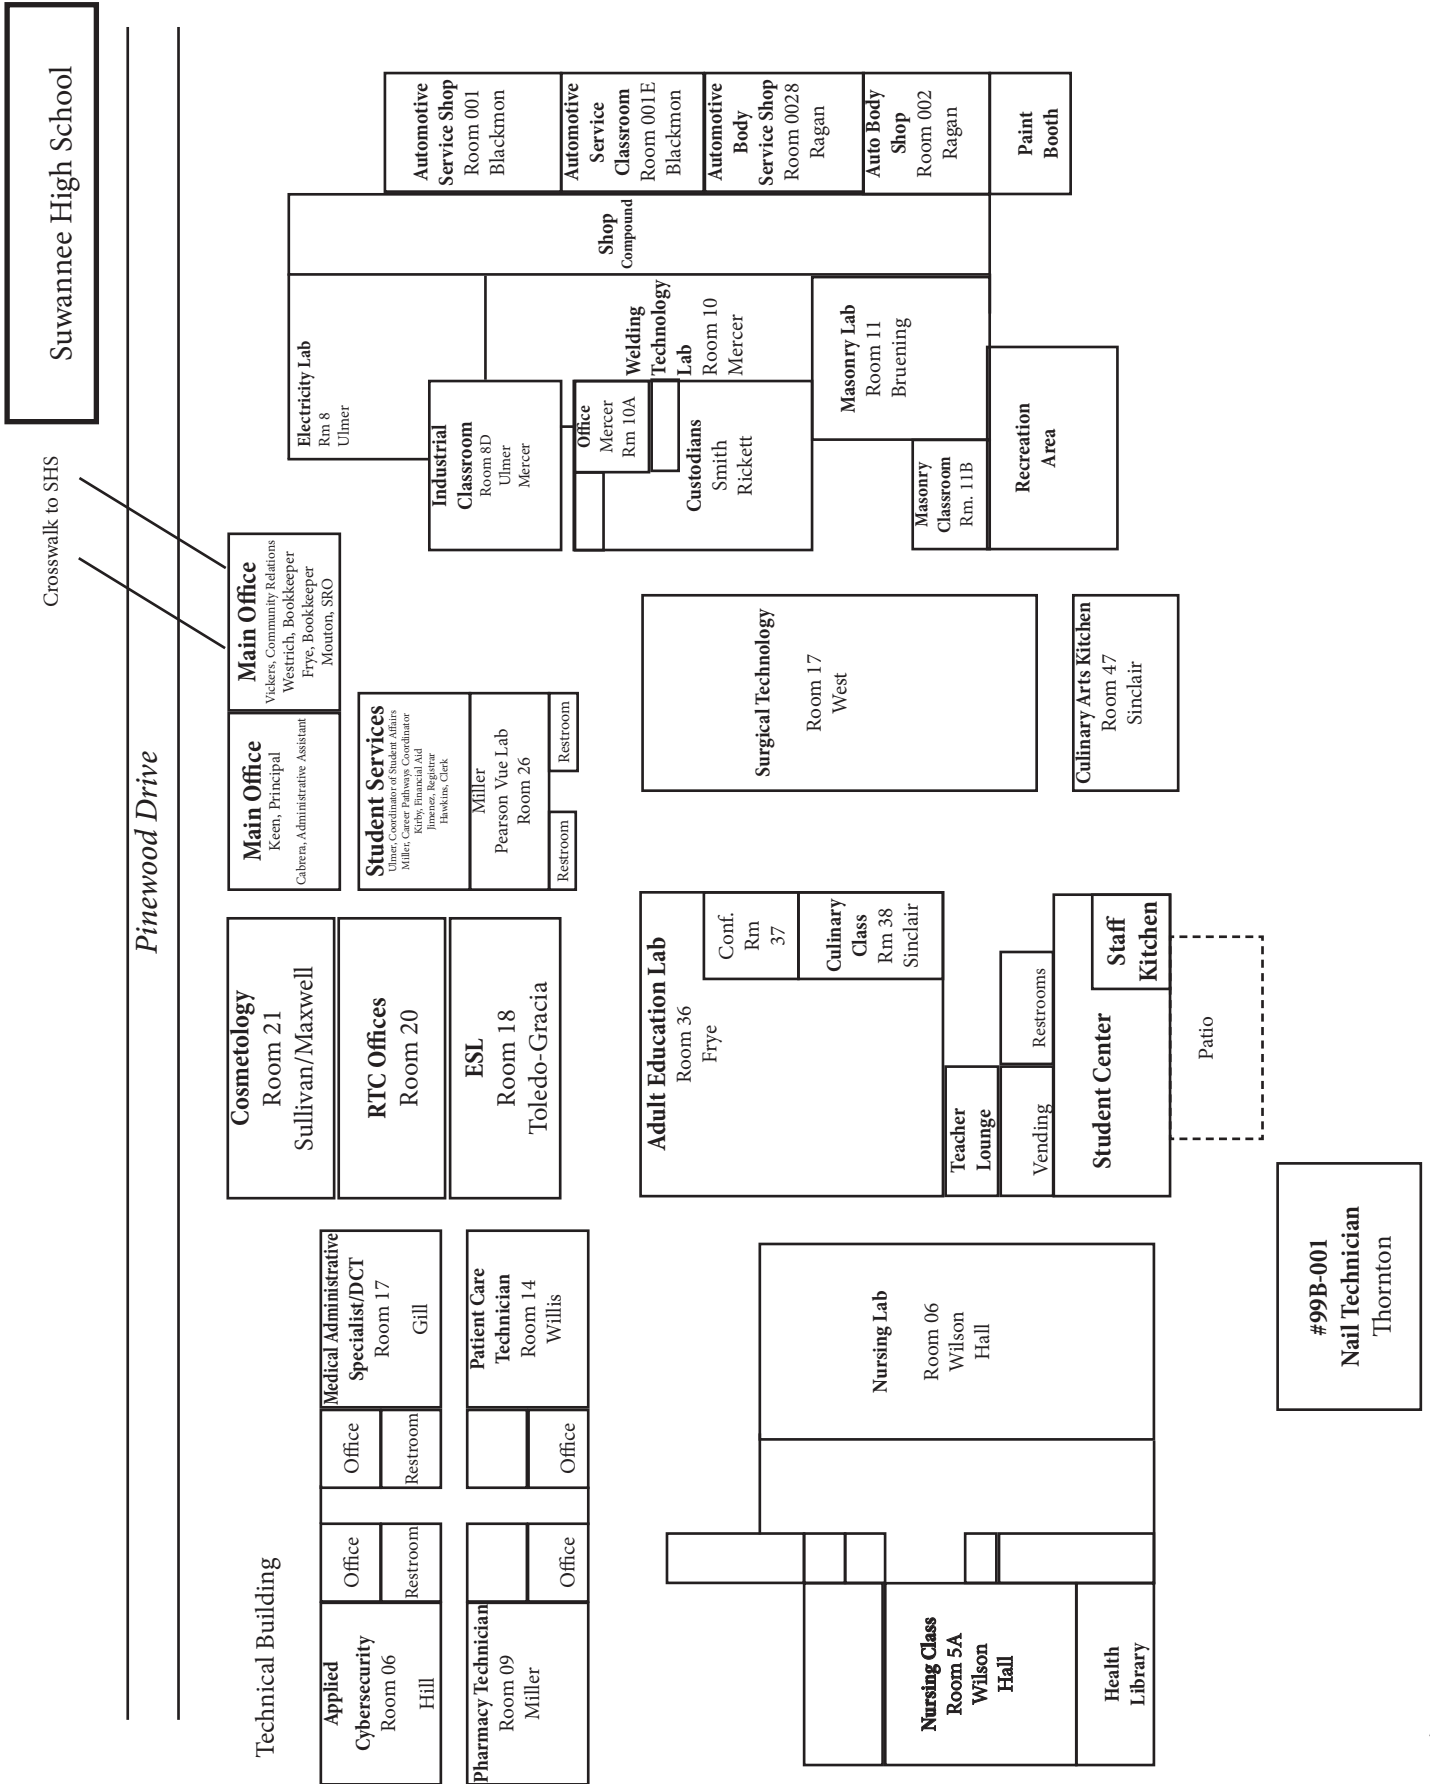 Suwannee High School
Crosswalk to SHS
Pinewood Drive
Technical Building
Applied
Cybersecurity
Room 06
Hill
Office
Restroom
Office
Restroom
Medical Administrative
Specialist/DCT
Room 17
Gill
Pharmacy Technician
Room 09
Miller
Office
Office
Patient Care
Technician
Room 14
Willis
Cosmetology
Room 21
Sullivan/Maxwell
RTC Offices
Room 20
ESL
Room 18
Toledo-Gracia
Main Office
Keen, Principal
Cabrera, Administrative Assistant
Main Office
Vickers, Community Relations
Westrich, Bookkeeper
Frye, Bookkeeper
Mouton, SRO
Student Services
Ulmer, Coordinator of Student Affairs
Miller, Career Pathways Coordinator
Kirby, Financial Aid
Jimenez, Registrar
Hawkins, Clerk
Miller
Pearson Vue Lab
Room 26
Restroom
Restroom
Electricity Lab
Rm 8
Ulmer
Industrial
Classroom
Room 8D
Ulmer
Mercer
Office
Mercer
Rm 10A
Custodians
Smith
Rickett
Welding
Technology
Lab
Room 10
Mercer
Shop
Compound
Masonry Lab
Room 11
Bruening
Masonry
Classroom
Rm. 11B
Recreation
Area
Automotive
Service Shop
Room 001
Blackmon
Automotive
Service
Classroom
Room 001E
Blackmon
Automotive
Body
Service Shop
Room 0028
Ragan
Auto Body
Shop
Room 002
Ragan
Paint
Booth
Nursing Class
Room 5A
Wilson
Hall
Health
Library
Nursing Lab
Room 06
Wilson
Hall
Adult Education Lab
Room 36
Frye
Conf.
Rm
37
Culinary
Class
Rm 38
Sinclair
Teacher
Lounge
Vending
Restrooms
Student Center
Staff
Kitchen
Patio
Surgical Technology
Room 17
West
Culinary Arts Kitchen
Room 47
Sinclair
#99B-001
Nail Technician
Thornton